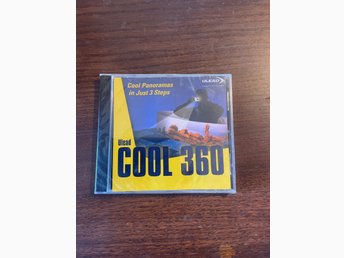 ULEAD
Cool Panoramas
in Just 3 Steps
Ulead
COOL 360